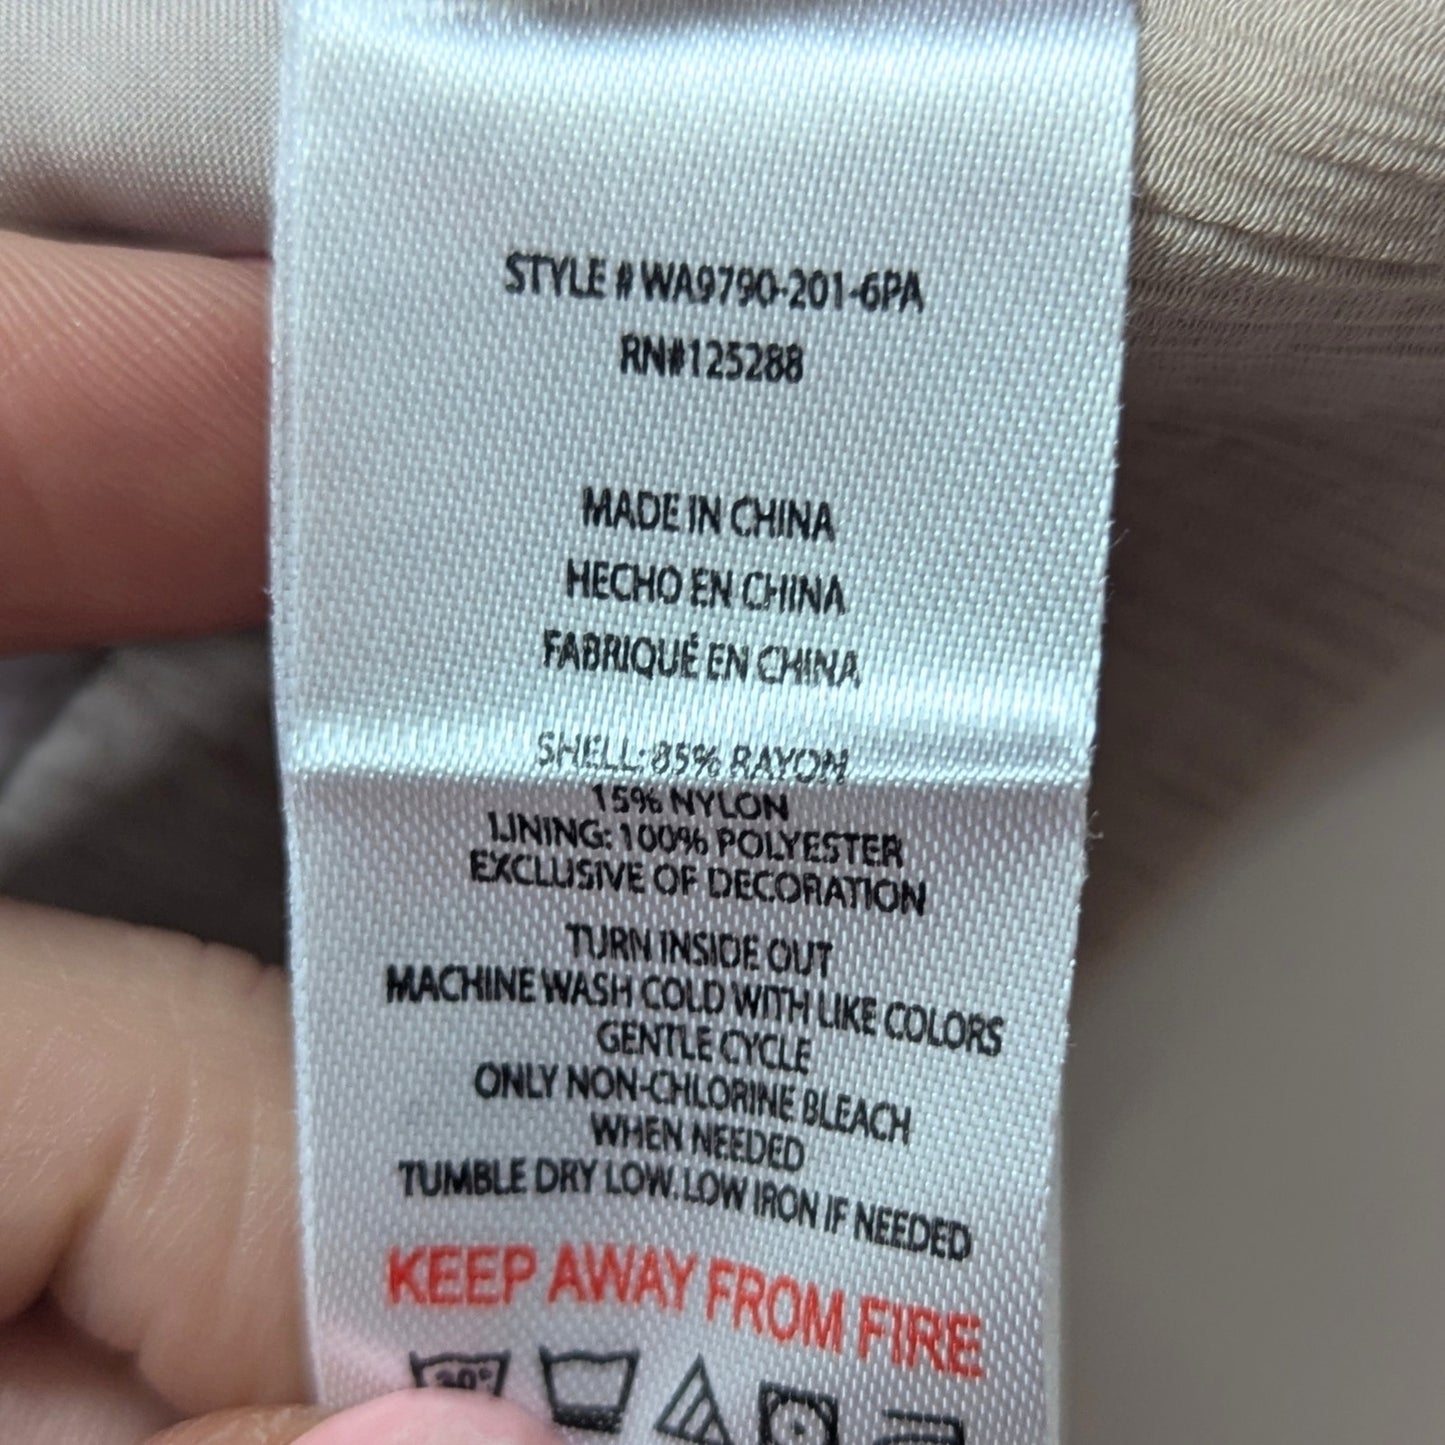 STYLE # WA9790-201-6PA
RN#125288
MADE IN CHINA
HECHO EN CHINA
FABRIQUÉ EN CHINA
SHELL: 85% RAYON
15% NYLON
LINING: 100% POLYESTER
EXCLUSIVE OF DECORATION
TURN INSIDE OUT
MACHINE WASH COLD WITH LIKE COLORS
GENTLE CYCLE
ONLY NON-CHLORINE BLEACH
WHEN NEEDED
TUMBLE DRY LOW. LOW IRON IF NEEDED
KEEP AWAY FROM FIRE
30°